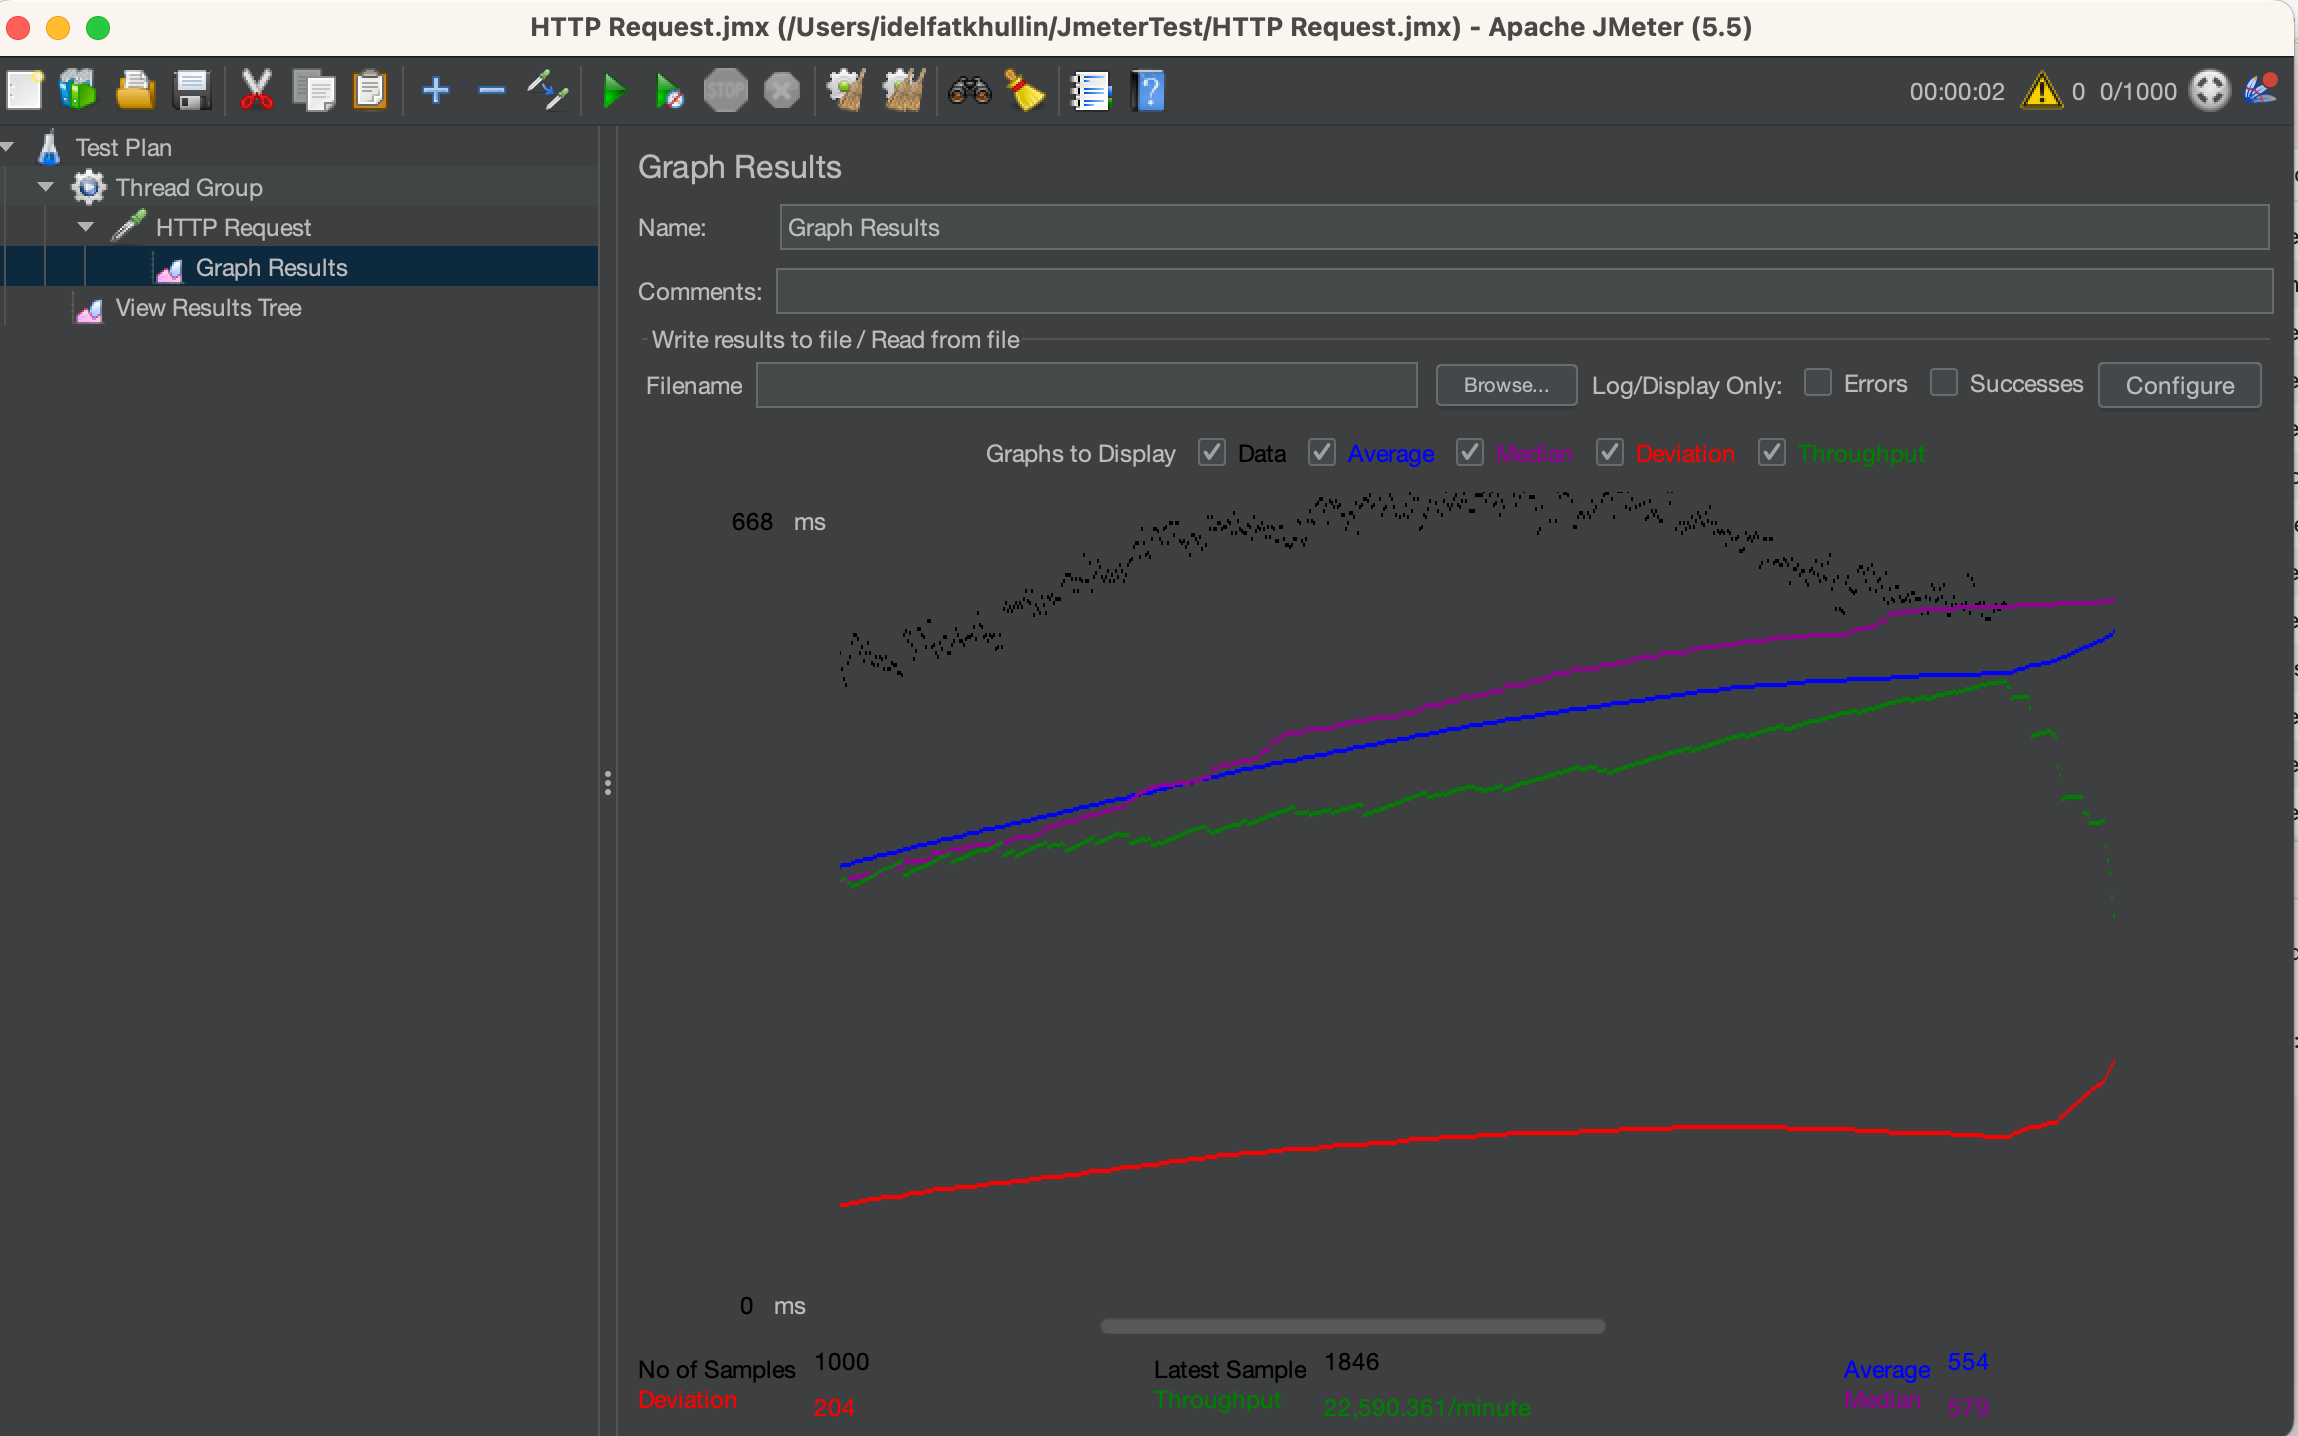 HTTP Request.jmx (/Users/idelfatkhullin/JmeterTest/HTTP Request.jmx) - Apache JMeter (5.5)
STOP
00:00:02
0
0/1000
Test Plan
Thread Group
HTTP Request
Graph Results
View Results Tree
Graph Results
Name: Graph Results
Comments:
Write results to file / Read from file
Filename Browse... Log/Display Only: Errors Successes Configure
Graphs to Display Data Average Median Deviation Throughput
668 ms
0 ms
No of Samples 1000 Latest Sample 1846 Average 554
Deviation 204 Throughput 22,590.361/minute Median 579